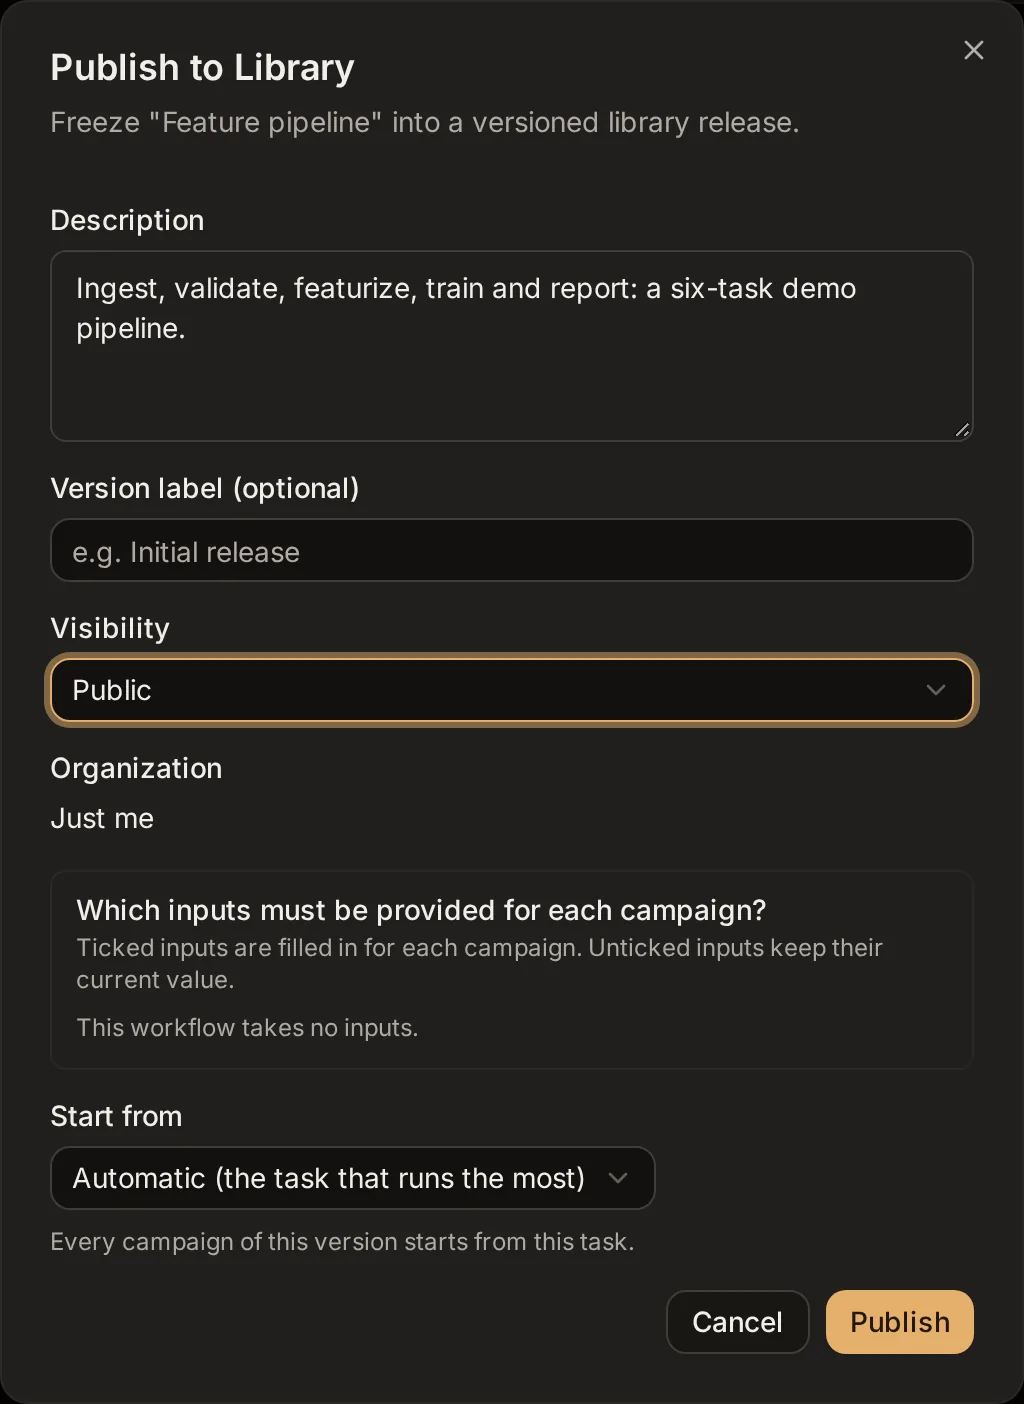 Publish to Library
Freeze "Feature pipeline" into a versioned library release.
Description
Ingest, validate, featurize, train and report: a six-task demo
pipeline.
Version label (optional)
e.g. Initial release
Visibility
Public
Organization
Just me
Which inputs must be provided for each campaign?
Ticked inputs are filled in for each campaign. Unticked inputs keep their
current value.
This workflow takes no inputs.
Start from
Automatic (the task that runs the most)
Every campaign of this version starts from this task.
Cancel
Publish